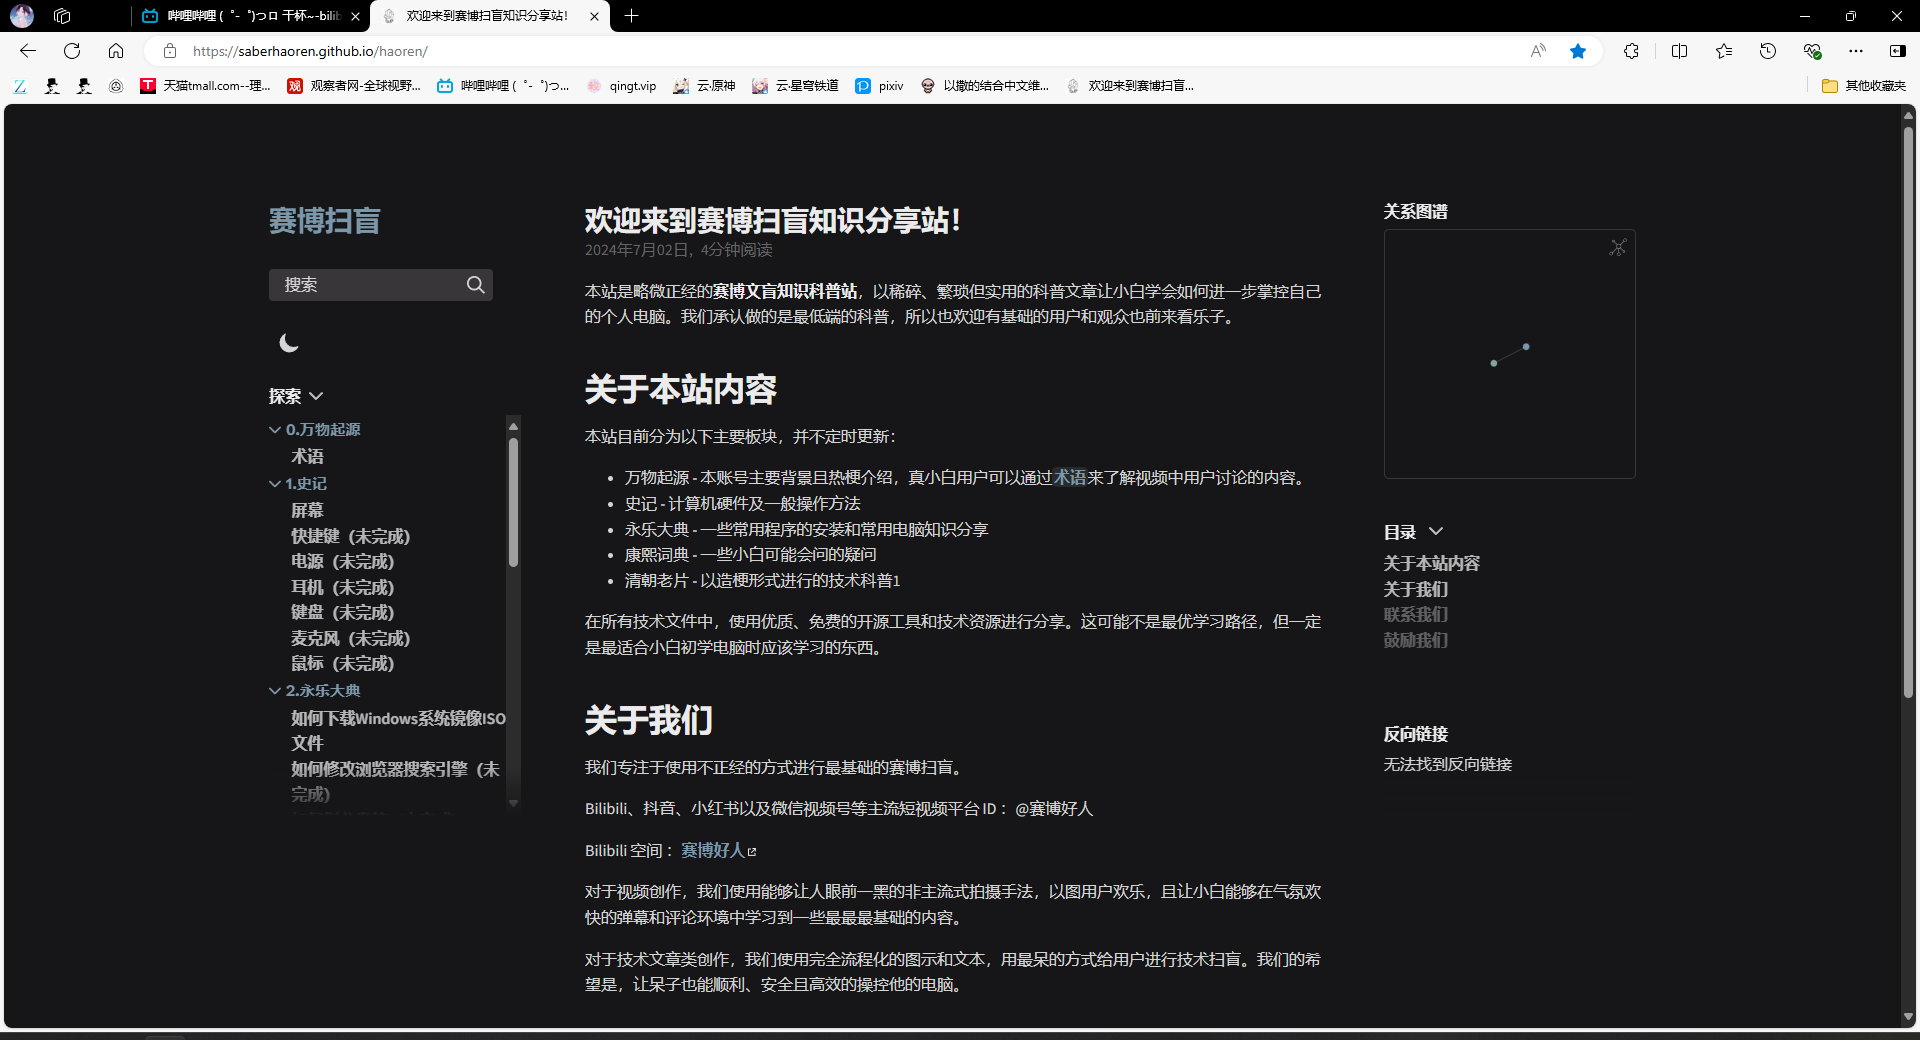 哔哩哔哩 (゜-゜)つロ 干杯~-bilib
欢迎来到赛博扫盲知识分享站！
https://saberhaoren.github.io/haoren/
天猫tmall.com--理...
观察者网-全球视野...
哔哩哔哩 (゜-゜)つ...
qingt.vip
云·原神
云·星穹铁道
pixiv
以撒的结合中文维...
欢迎来到赛博扫盲...
其他收藏夹
赛博扫盲
搜索
探索
0.万物起源
术语
1.史记
屏幕
快捷键（未完成）
电源（未完成）
耳机（未完成）
键盘（未完成）
麦克风（未完成）
鼠标（未完成）
2.永乐大典
如何下载Windows系统镜像ISO
文件
如何修改浏览器搜索引擎（未
完成）
欢迎来到赛博扫盲知识分享站！
2024年7月02日，4分钟阅读
本站是略微正经的赛博文盲知识科普站，以稀碎、繁琐但实用的科普文章让小白学会如何进一步掌控自己
的个人电脑。我们承认做的是最低端的科普，所以也欢迎有基础的用户和观众也前来看乐子。
关于本站内容
本站目前分为以下主要板块，并不定时更新：
• 万物起源 - 本账号主要背景且热梗介绍，真小白用户可以通过术语来了解视频中用户讨论的内容。
• 史记 - 计算机硬件及一般操作方法
• 永乐大典 - 一些常用程序的安装和常用电脑知识分享
• 康熙词典 - 一些小白可能会问的疑问
• 清朝老片 - 以造梗形式进行的技术科普1
在所有技术文件中，使用优质、免费的开源工具和技术资源进行分享。这可能不是最优学习路径，但一定
是最适合小白初学电脑时应该学习的东西。
关于我们
我们专注于使用不正经的方式进行最基础的赛博扫盲。
Bilibili、抖音、小红书以及微信视频号等主流短视频平台 ID： @赛博好人
Bilibili 空间： 赛博好人
对于视频创作，我们使用能够让人眼前一黑的非主流式拍摄手法，以图用户欢乐，且让小白能够在气氛欢
快的弹幕和评论环境中学习到一些最最最基础的内容。
对于技术文章类创作，我们使用完全流程化的图示和文本，用最呆的方式给用户进行技术扫盲。我们的希
望是，让呆子也能顺利、安全且高效的操控他的电脑。
关系图谱
目录
关于本站内容
关于我们
联系我们
鼓励我们
反向链接
无法找到反向链接